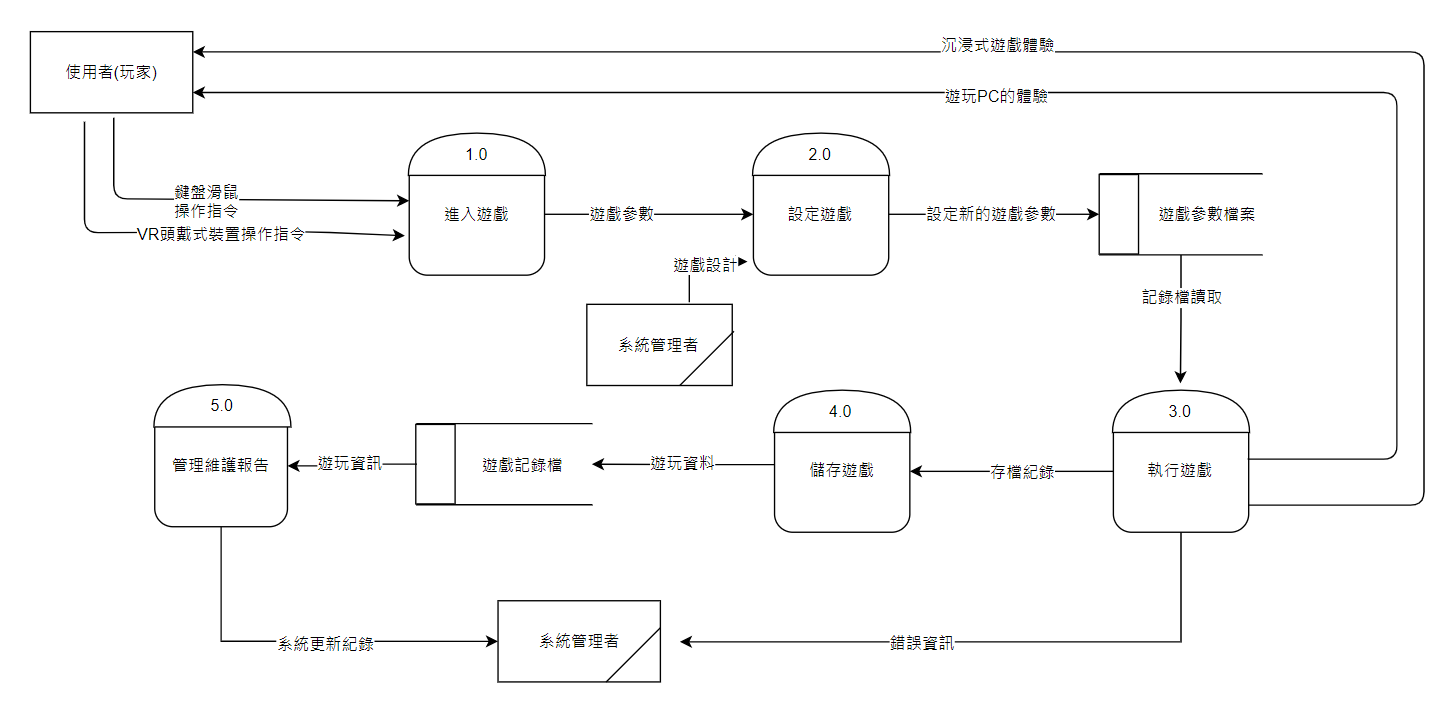 沉浸式遊戲體驗
使用者(玩家)
遊玩PC的體驗
1.0
2.0
鍵盤滑鼠
操作指令
進入遊戲
遊戲參數
設定遊戲
設定新的遊戲參數
遊戲參數檔案
VR頭戴式裝置操作指令
遊戲設計
記錄檔讀取
系統管理者
5.0
4.0
3.0
管理維護報告
遊玩資訊
遊戲記錄檔
遊玩資料
儲存遊戲
存檔紀錄
執行遊戲
系統更新紀錄
系統管理者
錯誤資訊